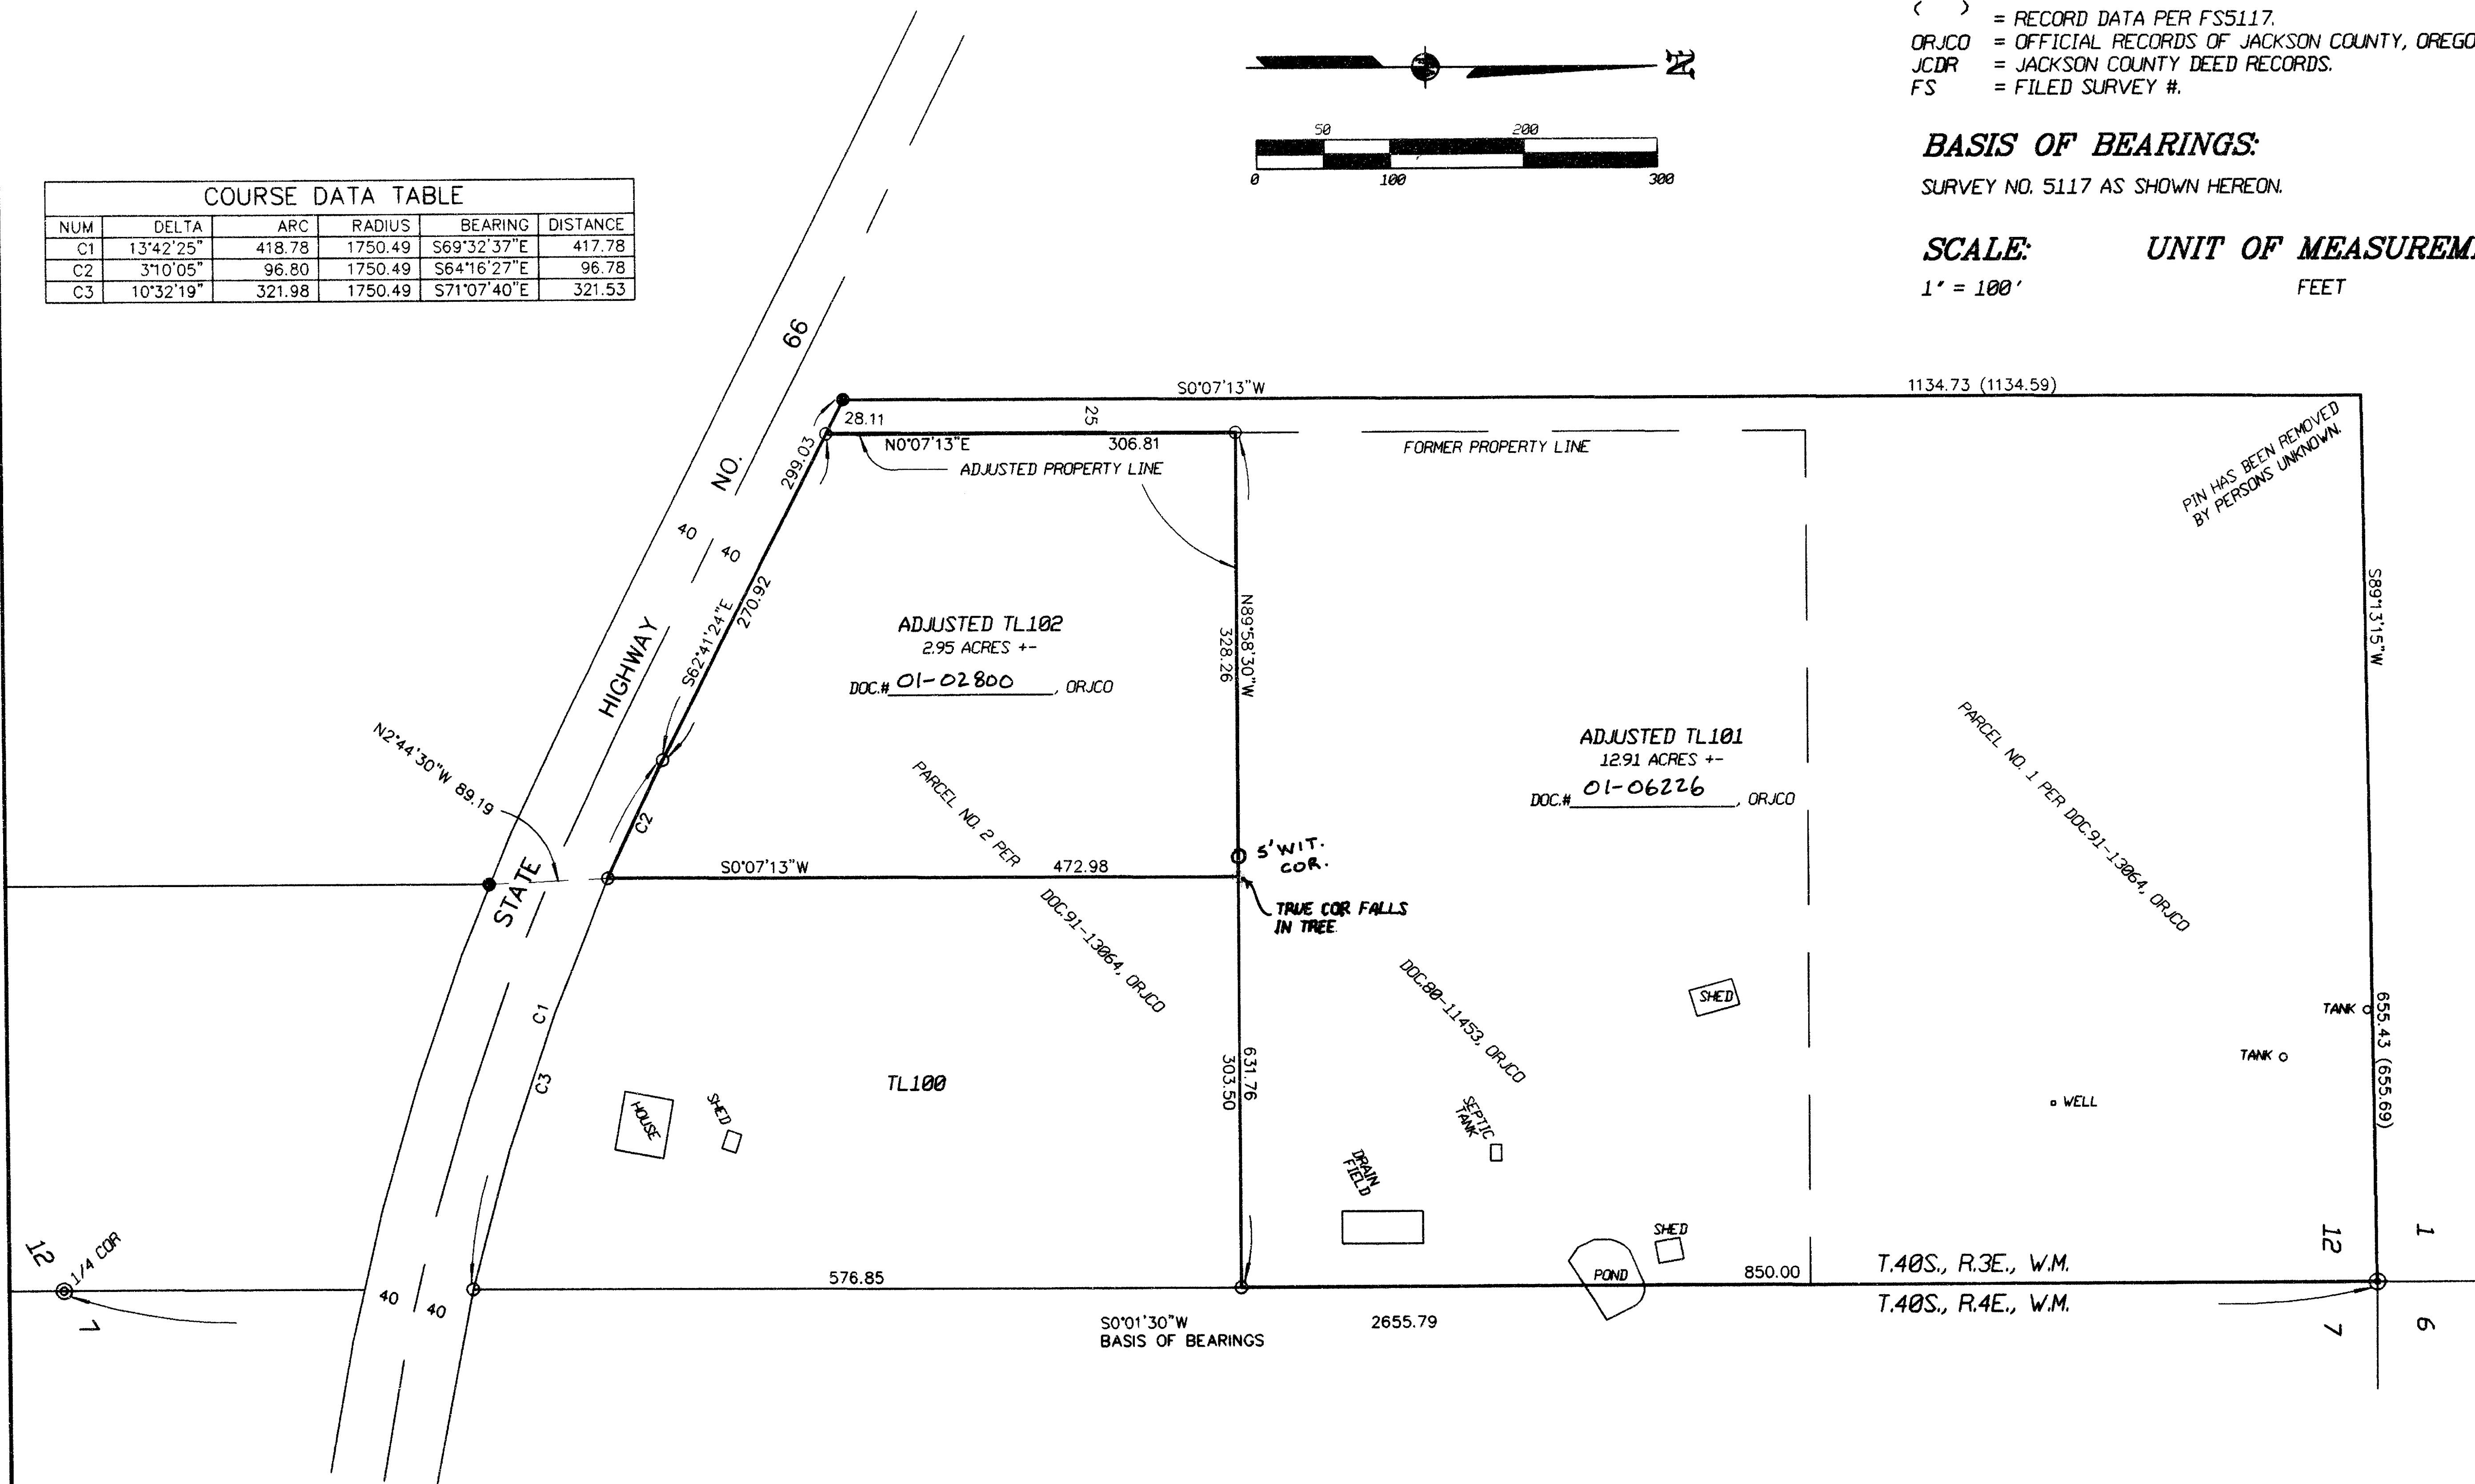 ( ) = RECORD DATA PER FS5117.
ORJCO = OFFICIAL RECORDS OF JACKSON COUNTY, OREGO
JCDR = JACKSON COUNTY DEED RECORDS.
FS = FILED SURVEY #.
BASIS OF BEARINGS:
SURVEY NO. 5117 AS SHOWN HEREON.
SCALE: UNIT OF MEASUREM
1" = 100' FEET
N
50 200
0 100 300
COURSE DATA TABLE
NUM DELTA ARC RADIUS BEARING DISTANCE
C1 13°42'25" 418.78 1750.49 S69°32'37"E 417.78
C2 3°10'05" 96.80 1750.49 S64°16'27"E 96.78
C3 10°32'19" 321.98 1750.49 S71°07'40"E 321.53
STATE HIGHWAY NO. 66
S0°07'13"W
1134.73 (1134.59)
28.11
25
299.03
N0°07'13"E 306.81
ADJUSTED PROPERTY LINE
FORMER PROPERTY LINE
PIN HAS BEEN REMOVED
BY PERSONS UNKNOWN.
40
40
S62°41'24"E
270.92
ADJUSTED TL102
2.95 ACRES +-
DOC.# 01-02800, ORJCO
N89°58'30"W
328.26
S89°13'15"W
655.43 (655.69)
ADJUSTED TL101
12.91 ACRES +-
DOC.# 01-06226, ORJCO
PARCEL NO. 1 PER DOC.91-13064, ORJCO
N2°44'30"W 89.19
C2
PARCEL NO. 2 PER
DOC.91-13064, ORJCO
S0°07'13"W 472.98
5' WIT.
COR.
TRUE COR FALLS
IN TREE
DOC.80-11453, ORJCO
SHED
TANK
TANK
WELL
C1
C3
TL100
HOUSE
SHED
631.76
303.50
SEPTIC
TANK
DRAIN
FIELD
SHED
POND
12
1/4 COR
7
40
40
576.85
850.00
T.40S., R.3E., W.M.
T.40S., R.4E., W.M.
12
1
7
6
S0°01'30"W 2655.79
BASIS OF BEARINGS